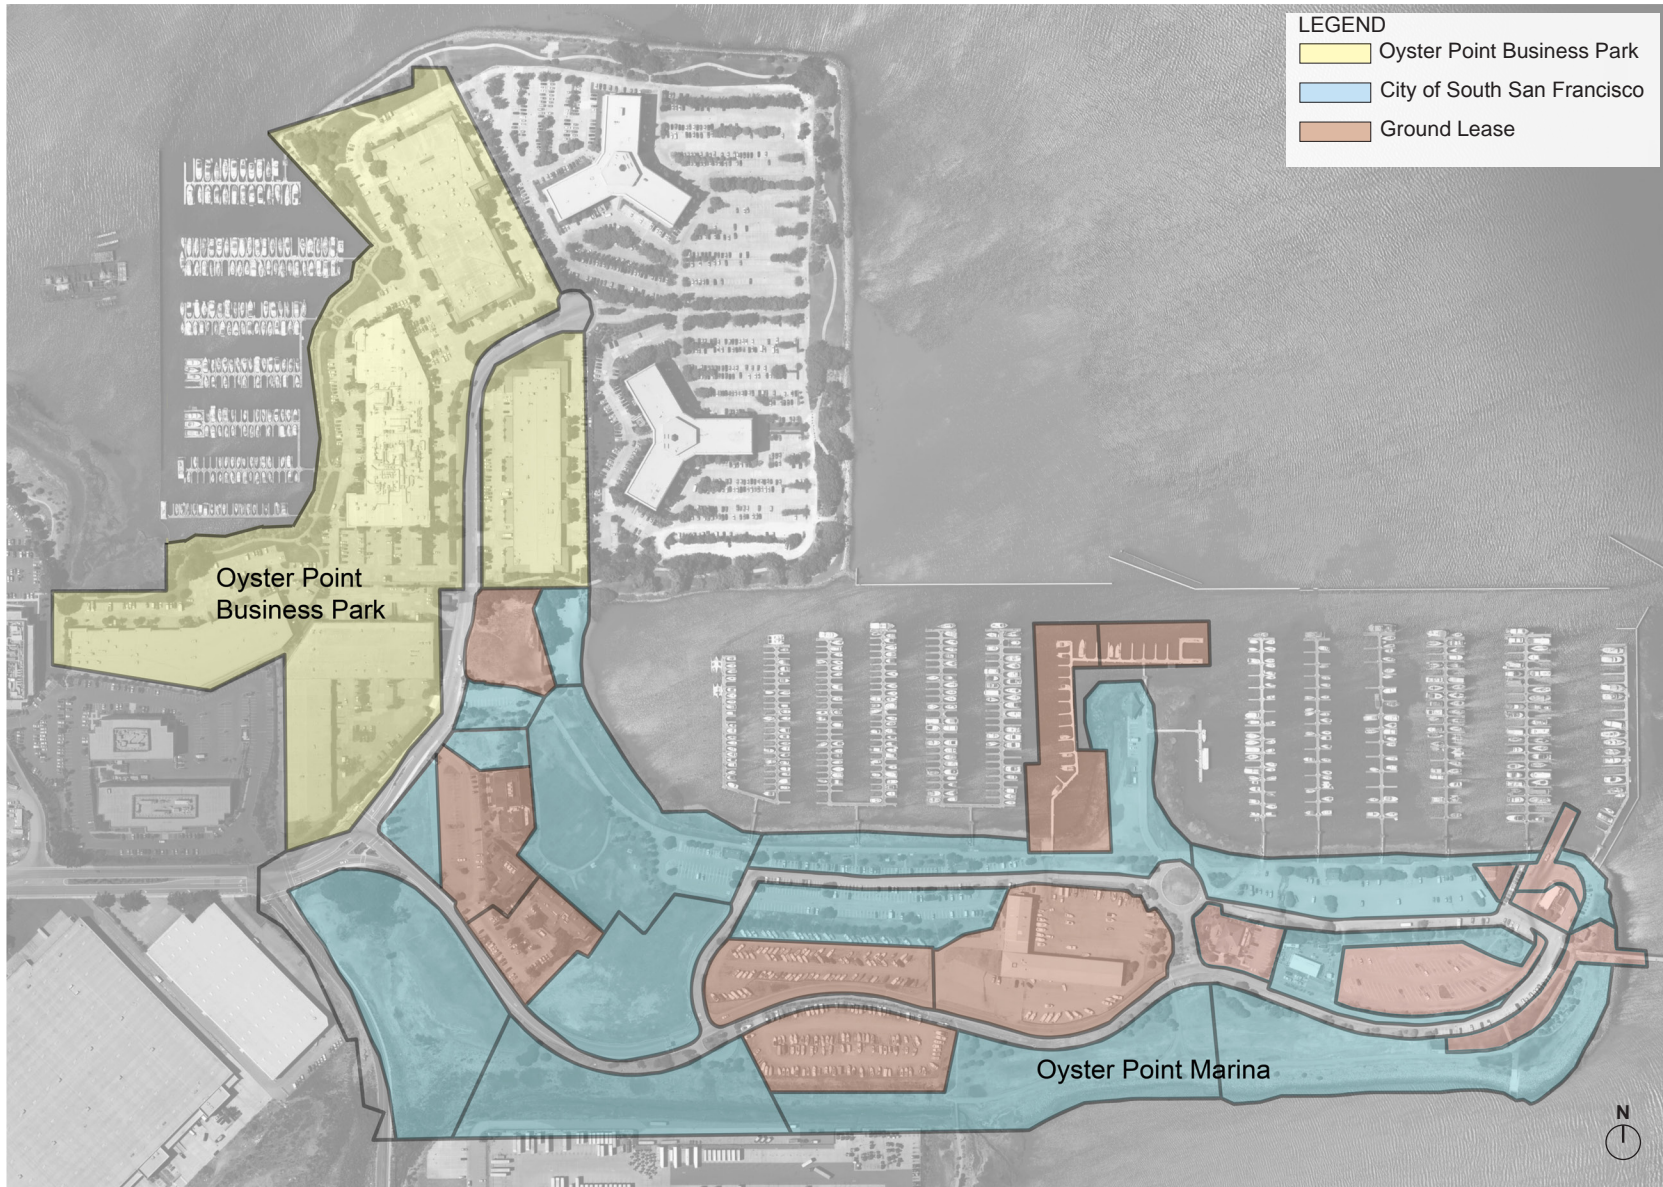 LEGEND
Oyster Point Business Park
City of South San Francisco
Ground Lease
Oyster Point
Business Park
Oyster Point Marina
N